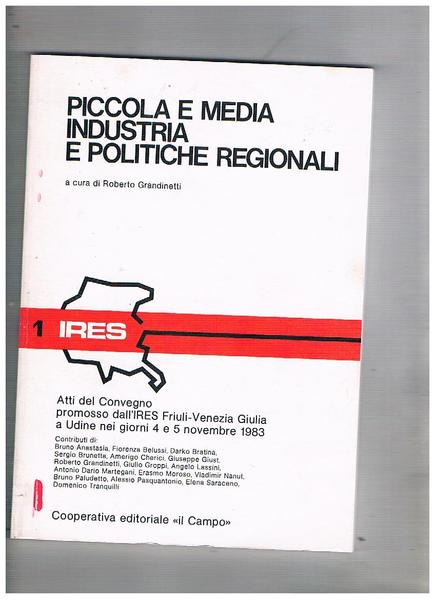 PICCOLA E MEDIA
INDUSTRIA
E POLITICHE REGIONALI
a cura di Roberto Grandinetti
1 IRES
Atti del Convegno
promosso dall'IRES Friuli-Venezia Giulia
a Udine nei giorni 4 e 5 novembre 1983
Contributi di:
Bruno Anastasia, Fiorenza Belussi, Darko Bratina,
Sergio Brunetta, Amerigo Cherici, Giuseppe Giust,
Roberto Grandinetti, Giulio Groppi, Angelo Lassini,
Antonio Dario Martegani, Erasmo Moroso, Vladimir Nanut,
Bruno Paludetto, Alessio Pasquantonio, Elena Saraceno,
Domenico Tranquilli
Cooperativa editoriale «il Campo»